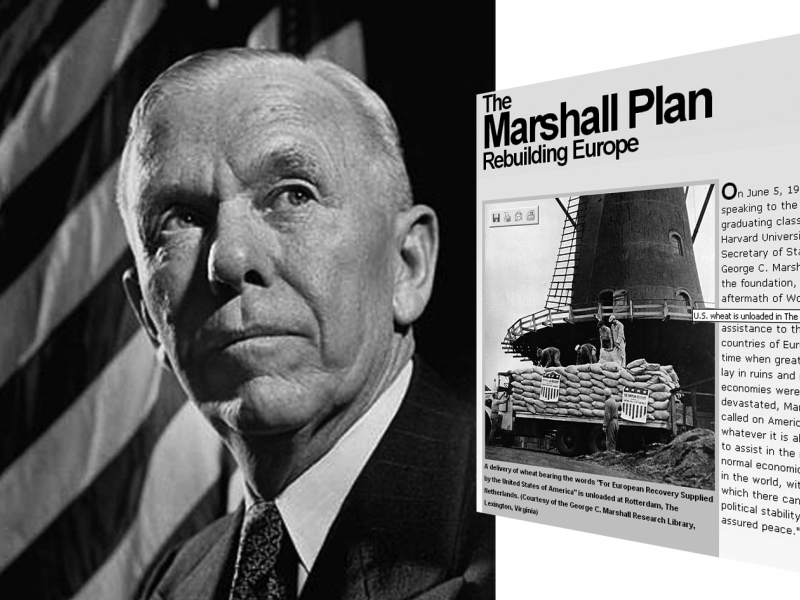 The
Marshall Plan
Rebuilding Europe
On June 5, 19
speaking to the
graduating class
Harvard Universi
Secretary of Sta
George C. Marsh
the foundation,
aftermath of Wo
U.S. wheat is unloaded in The
assistance to th
countries of Eur
time when great
lay in ruins and
economies were
devastated, Mar
called on Americ
whatever it is al
to assist in the
normal economic
in the world, wit
which there can
political stability
assured peace."
A delivery of wheat bearing the words "For European Recovery Supplied
by the United States of America" is unloaded at Rotterdam, The
Netherlands. (Courtesy of the George C. Marshall Research Library,
Lexington, Virginia)